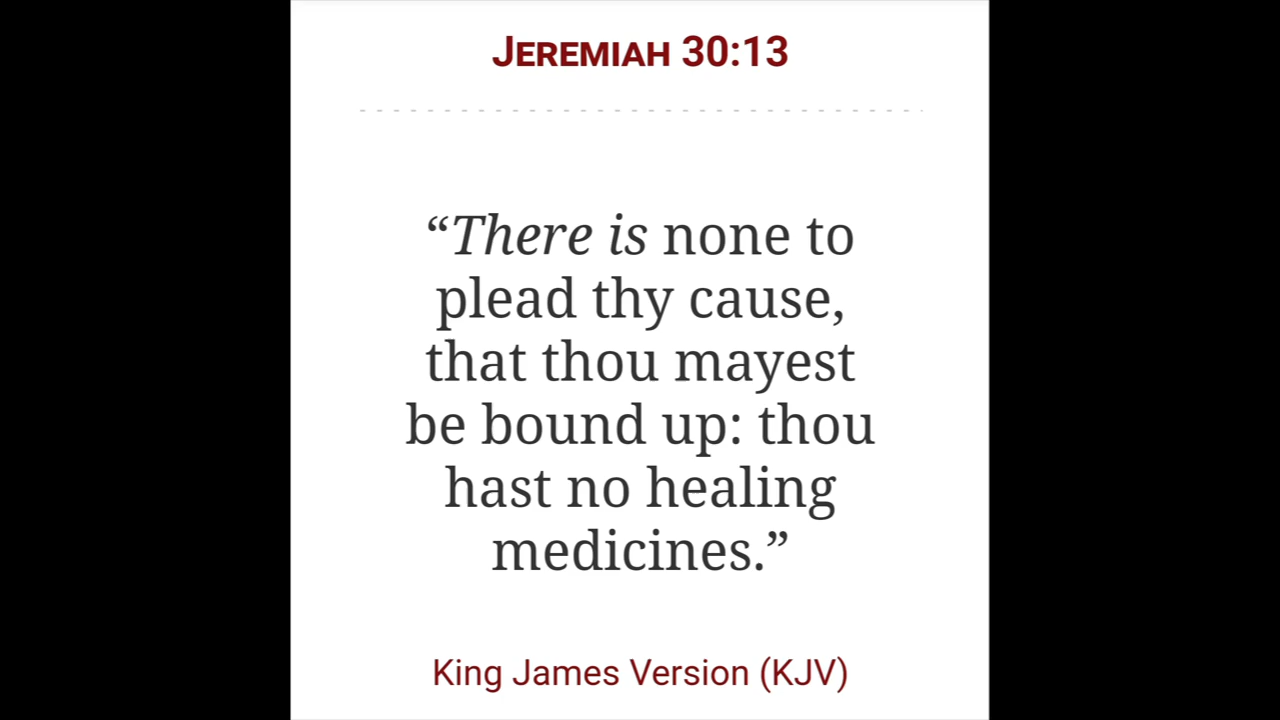 JEREMIAH 30:13
“There is none to
plead thy cause,
that thou mayest
be bound up: thou
hast no healing
medicines.”
King James Version (KJV)